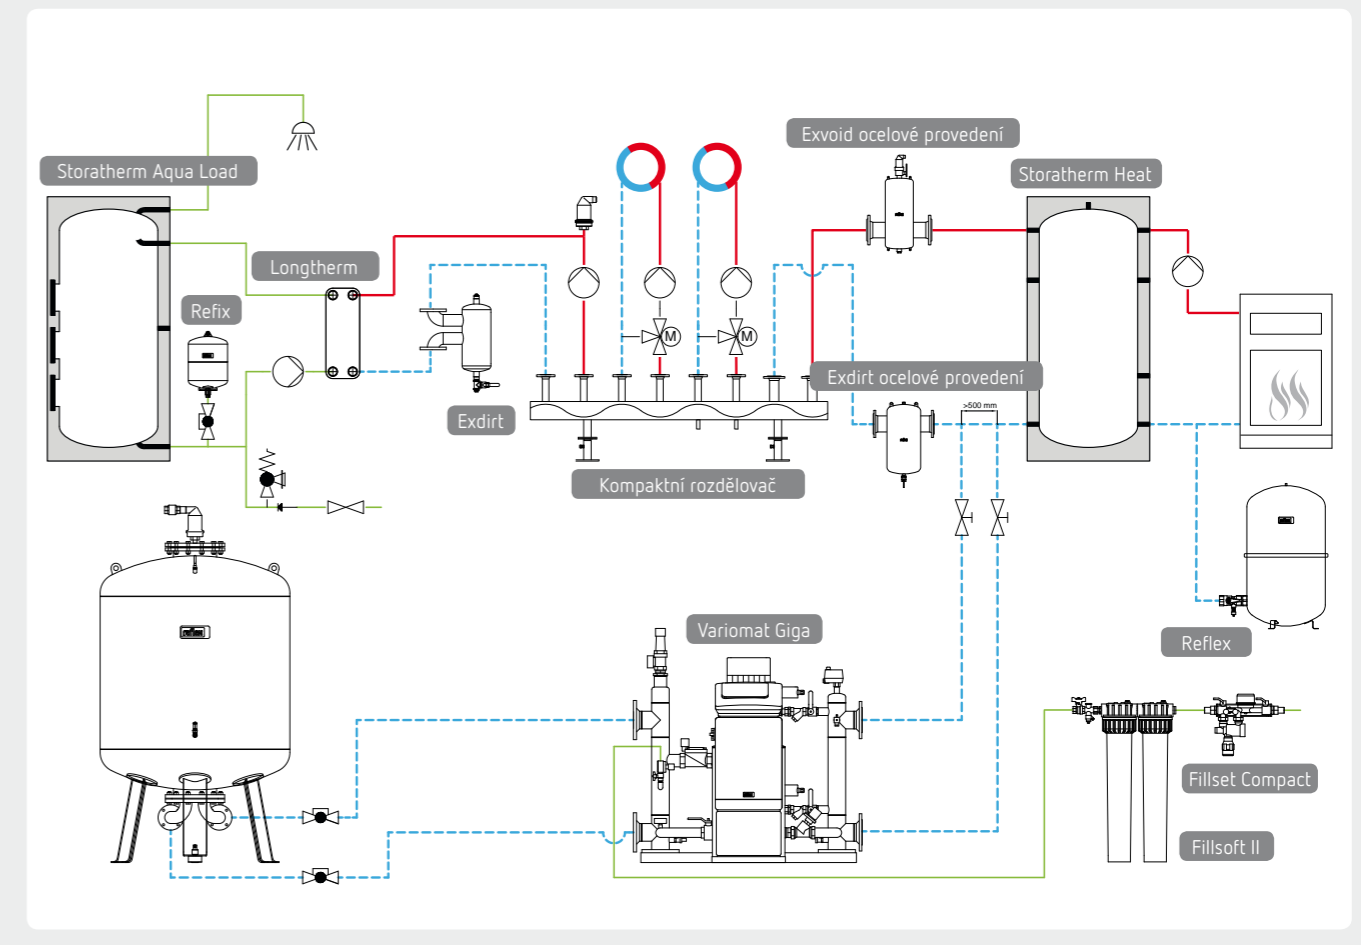 Exvoid ocelové provedení
Storatherm Aqua Load
Storatherm Heat
Longtherm
Refix
M
M
Exdirt ocelové provedení
>500 mm
Exdirt
Kompaktní rozdělovač
Variomat Giga
Reflex
Fillset Compact
Fillsoft II